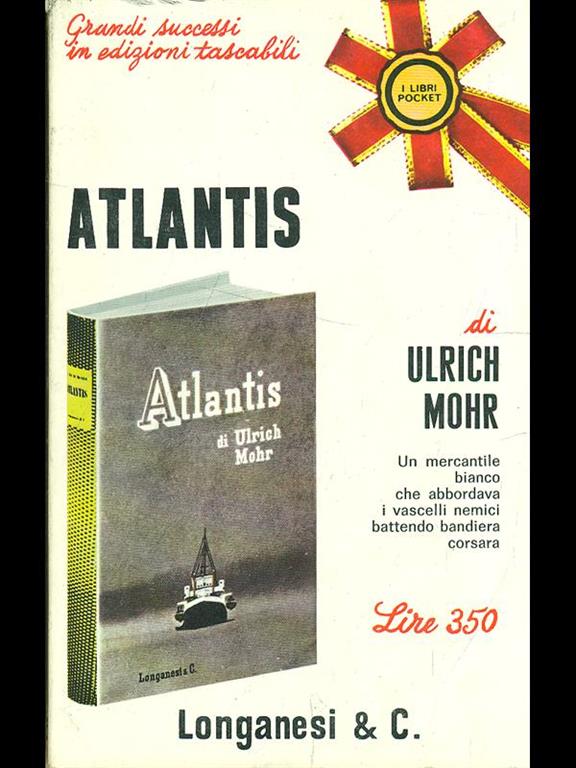 Grandi successi
in edizioni tascabili
I LIBRI
POCKET
ATLANTIS
di
ULRICH
MOHR
Un mercantile
bianco
che abbordava
i vascelli nemici
battendo bandiera
corsara
Lire 350
ATLANTIS
Atlantis
di Ulrich
Mohr
Longanesi & C.
Longanesi & C.